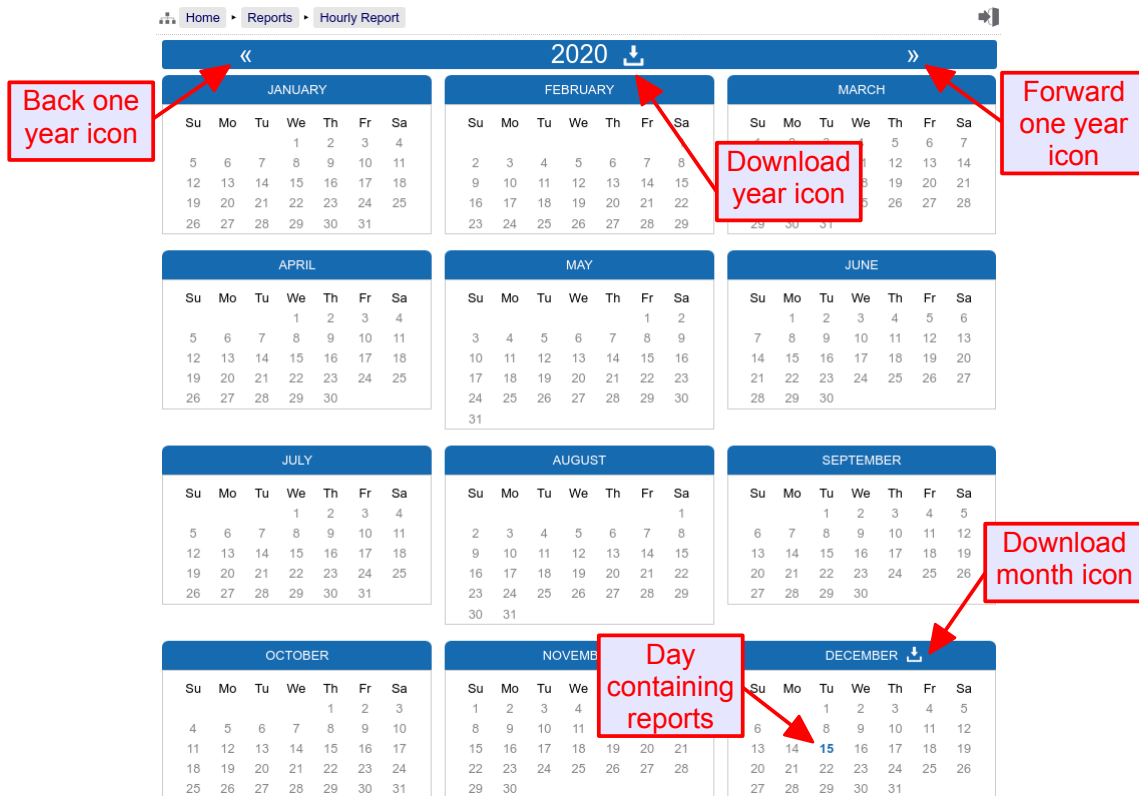 Home ▸ Reports ▸ Hourly Report
« 2020 »
Back one
year icon
Forward
one year
icon
Download
year icon
JANUARY
Su Mo Tu We Th Fr Sa
1 2 3 4
5 6 7 8 9 10 11
12 13 14 15 16 17 18
19 20 21 22 23 24 25
26 27 28 29 30 31
FEBRUARY
Su Mo Tu We Th Fr Sa
2 3 4 5 6 7 8
9 10 11 12 13 14 15
16 17 18 19 20 21 22
23 24 25 26 27 28 29
MARCH
Su Mo Tu We Th Fr Sa
5 6 7
12 13 14
19 20 21
26 27 28
29 30 31
APRIL
Su Mo Tu We Th Fr Sa
1 2 3 4
5 6 7 8 9 10 11
12 13 14 15 16 17 18
19 20 21 22 23 24 25
26 27 28 29 30
MAY
Su Mo Tu We Th Fr Sa
1 2
3 4 5 6 7 8 9
10 11 12 13 14 15 16
17 18 19 20 21 22 23
24 25 26 27 28 29 30
31
JUNE
Su Mo Tu We Th Fr Sa
1 2 3 4 5 6
7 8 9 10 11 12 13
14 15 16 17 18 19 20
21 22 23 24 25 26 27
28 29 30
JULY
Su Mo Tu We Th Fr Sa
1 2 3 4
5 6 7 8 9 10 11
12 13 14 15 16 17 18
19 20 21 22 23 24 25
26 27 28 29 30 31
AUGUST
Su Mo Tu We Th Fr Sa
1
2 3 4 5 6 7 8
9 10 11 12 13 14 15
16 17 18 19 20 21 22
23 24 25 26 27 28 29
30 31
SEPTEMBER
Su Mo Tu We Th Fr Sa
1 2 3 4 5
6 7 8 9 10 11 12
13 14 15 16 17 18 19
20 21 22 23 24 25 26
27 28 29 30
Download
month icon
OCTOBER
Su Mo Tu We Th Fr Sa
1 2 3
4 5 6 7 8 9 10
11 12 13 14 15 16 17
18 19 20 21 22 23 24
25 26 27 28 29 30 31
NOVEMB
Su Mo Tu We
1 2 3 4
8 9 10 11
15 16 17 18 19 20 21
22 23 24 25 26 27 28
29 30
Day
containing
reports
DECEMBER
Su Mo Tu We Th Fr Sa
1 2 3 4 5
6 8 9 10 11 12
13 14 15 16 17 18 19
20 21 22 23 24 25 26
27 28 29 30 31